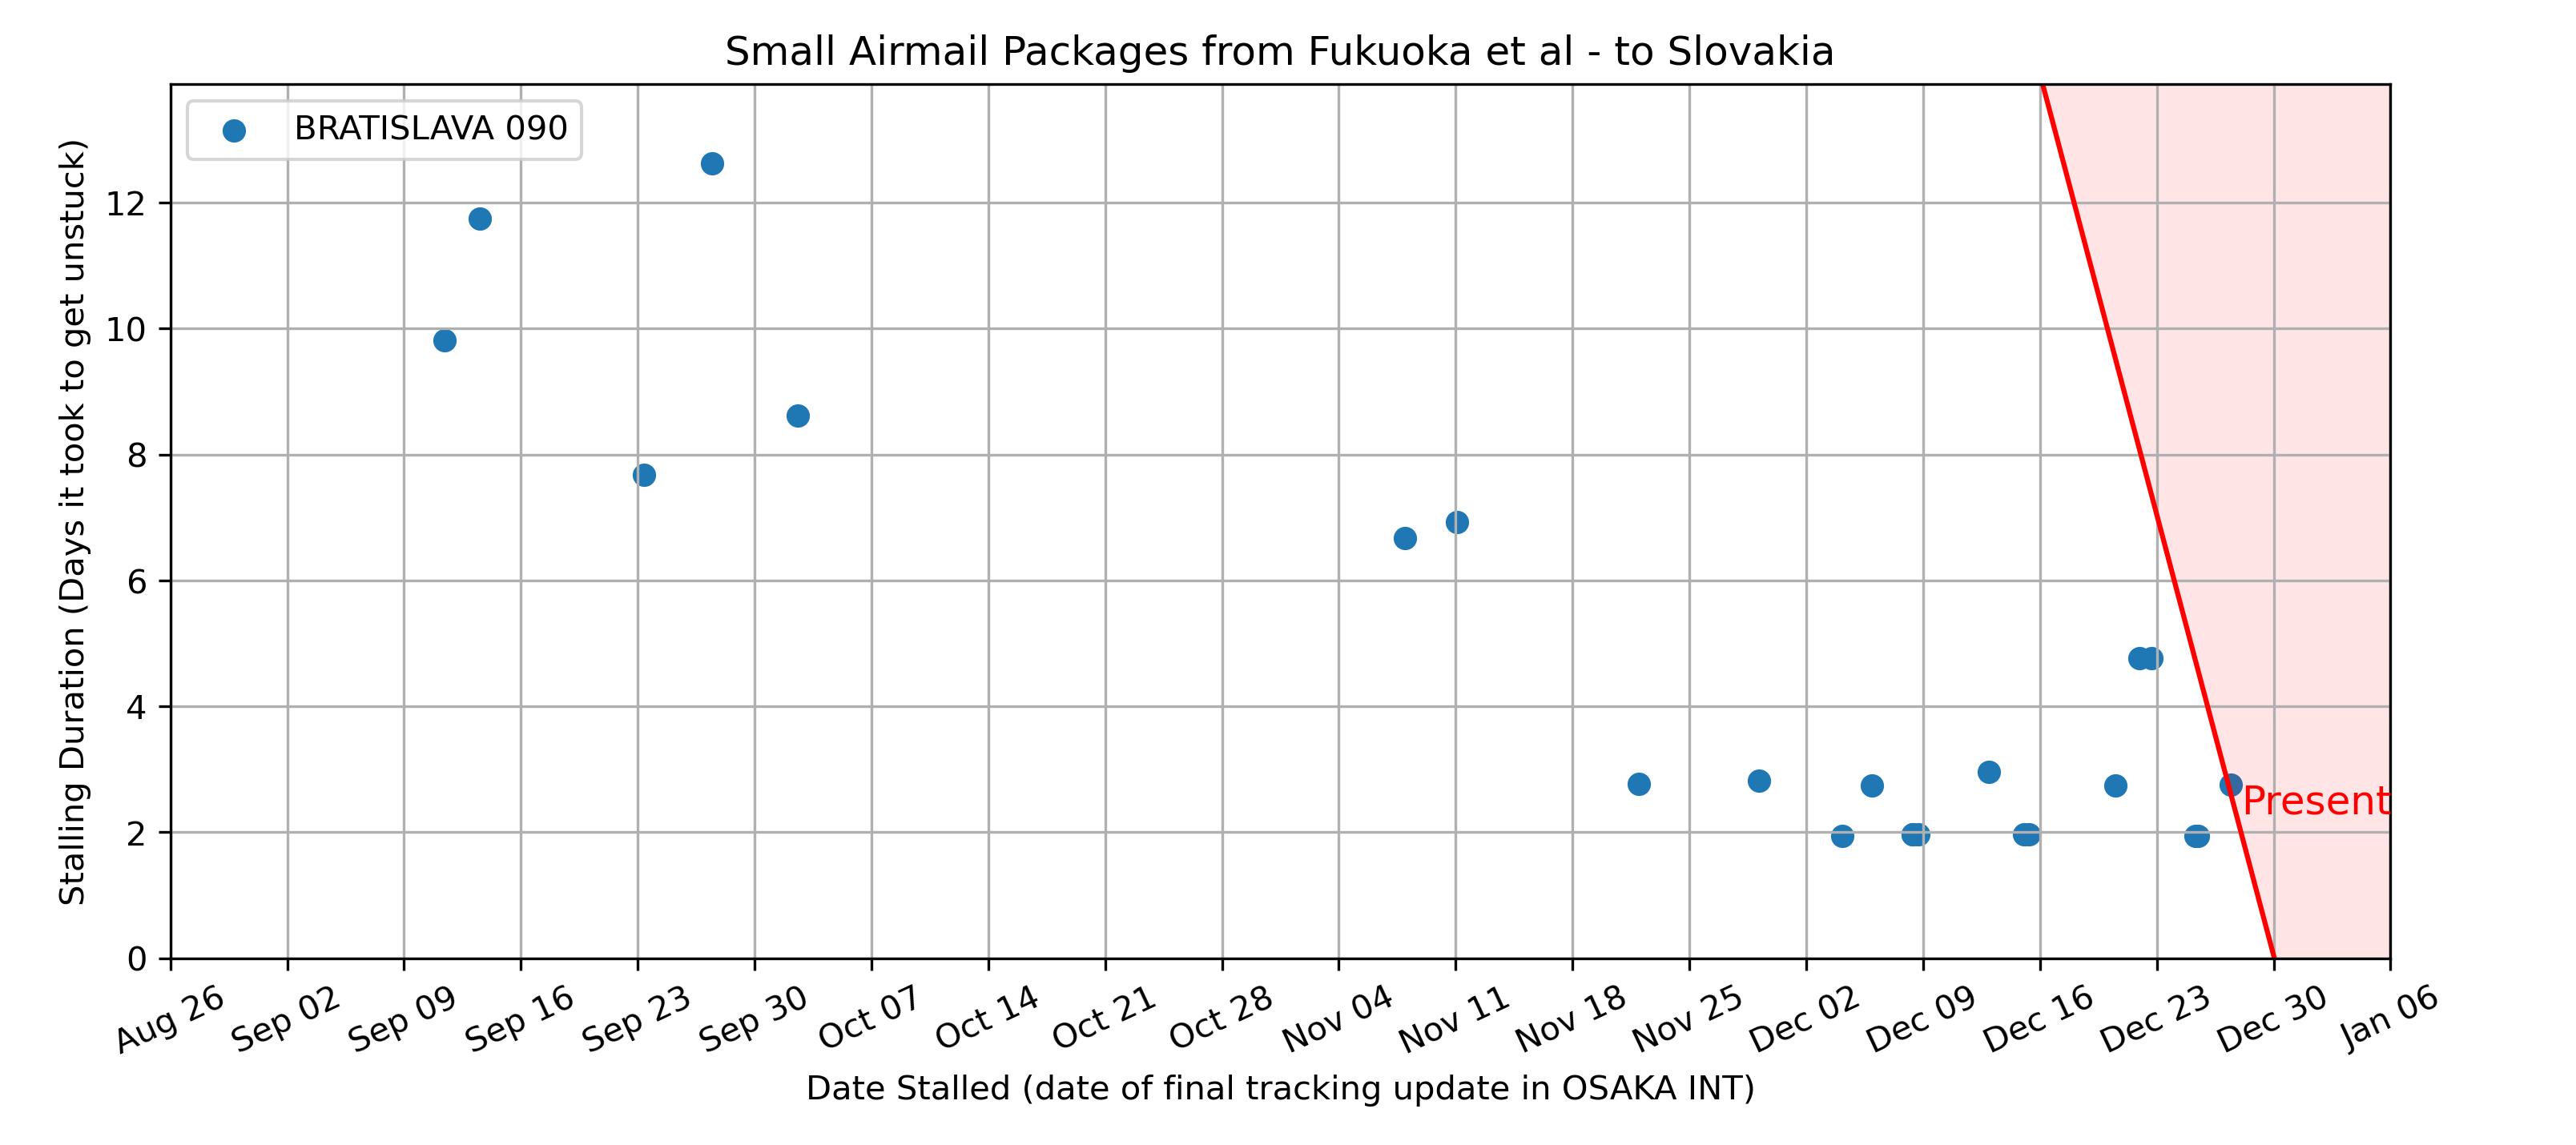 Small Airmail Packages from Fukuoka et al - to Slovakia
BRATISLAVA 090
Stalling Duration (Days it took to get unstuck)
12
10
8
6
4
2
0
Present
Aug 26
Sep 02
Sep 09
Sep 16
Sep 23
Sep 30
Oct 07
Oct 14
Oct 21
Oct 28
Nov 04
Nov 11
Nov 18
Nov 25
Dec 02
Dec 09
Dec 16
Dec 23
Dec 30
Jan 06
Date Stalled (date of final tracking update in OSAKA INT)